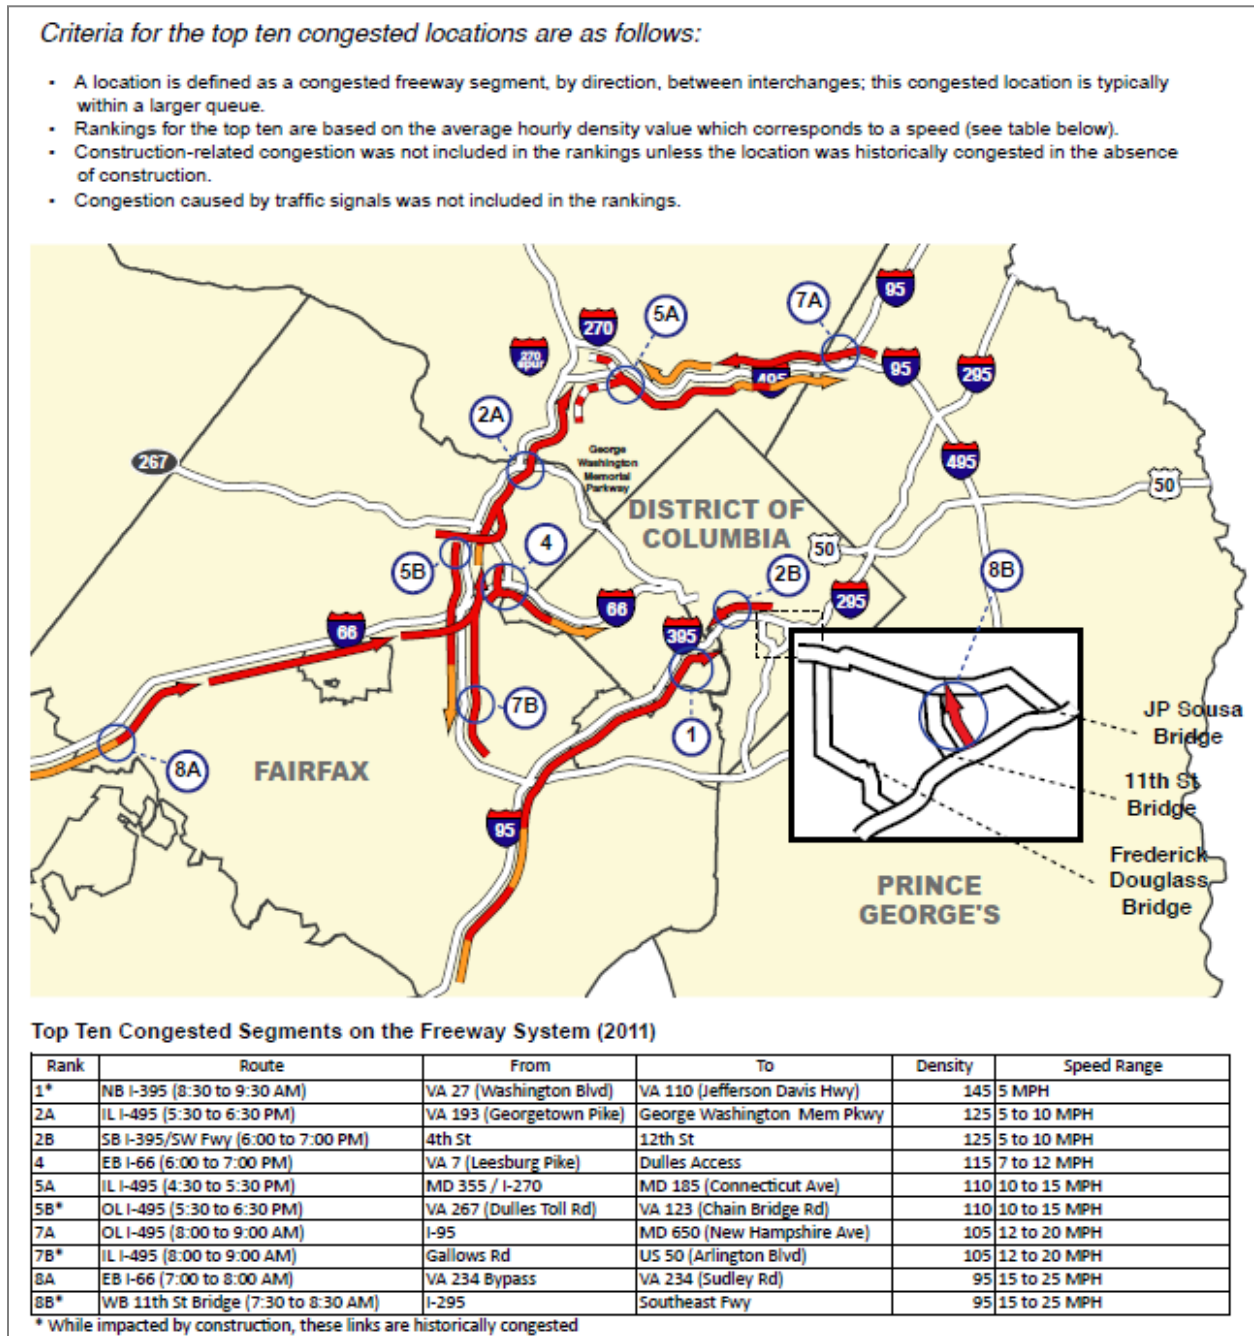 Criteria for the top ten congested locations are as follows:
• A location is defined as a congested freeway segment, by direction, between interchanges; this congested location is typically
within a larger queue.
• Rankings for the top ten are based on the average hourly density value which corresponds to a speed (see table below).
• Construction-related congestion was not included in the rankings unless the location was historically congested in the absence
of construction.
• Congestion caused by traffic signals was not included in the rankings.
95
7A
5A
270
270
spur
95
295
495
2A
George
Washington
Memorial
Parkway
267
495
50
DISTRICT OF
COLUMBIA
50
4
5B
2B
8B
66
295
66
395
7B
1
JP Sousa
Bridge
8A
FAIRFAX
11th St
Bridge
95
Frederick
Douglass
Bridge
PRINCE
GEORGE'S
Top Ten Congested Segments on the Freeway System (2011)
Rank Route From To Density Speed Range
1* NB I-395 (8:30 to 9:30 AM) VA 27 (Washington Blvd) VA 110 (Jefferson Davis Hwy) 145 5 MPH
2A IL I-495 (5:30 to 6:30 PM) VA 193 (Georgetown Pike) George Washington Mem Pkwy 125 5 to 10 MPH
2B SB I-395/SW Fwy (6:00 to 7:00 PM) 4th St 12th St 125 5 to 10 MPH
4 EB I-66 (6:00 to 7:00 PM) VA 7 (Leesburg Pike) Dulles Access 115 7 to 12 MPH
5A IL I-495 (4:30 to 5:30 PM) MD 355 / I-270 MD 185 (Connecticut Ave) 110 10 to 15 MPH
5B* OL I-495 (5:30 to 6:30 PM) VA 267 (Dulles Toll Rd) VA 123 (Chain Bridge Rd) 110 10 to 15 MPH
7A OL I-495 (8:00 to 9:00 AM) I-95 MD 650 (New Hampshire Ave) 105 12 to 20 MPH
7B* IL I-495 (8:00 to 9:00 AM) Gallows Rd US 50 (Arlington Blvd) 105 12 to 20 MPH
8A EB I-66 (7:00 to 8:00 AM) VA 234 Bypass VA 234 (Sudley Rd) 95 15 to 25 MPH
8B* WB 11th St Bridge (7:30 to 8:30 AM) I-295 Southeast Fwy 95 15 to 25 MPH
* While impacted by construction, these links are historically congested